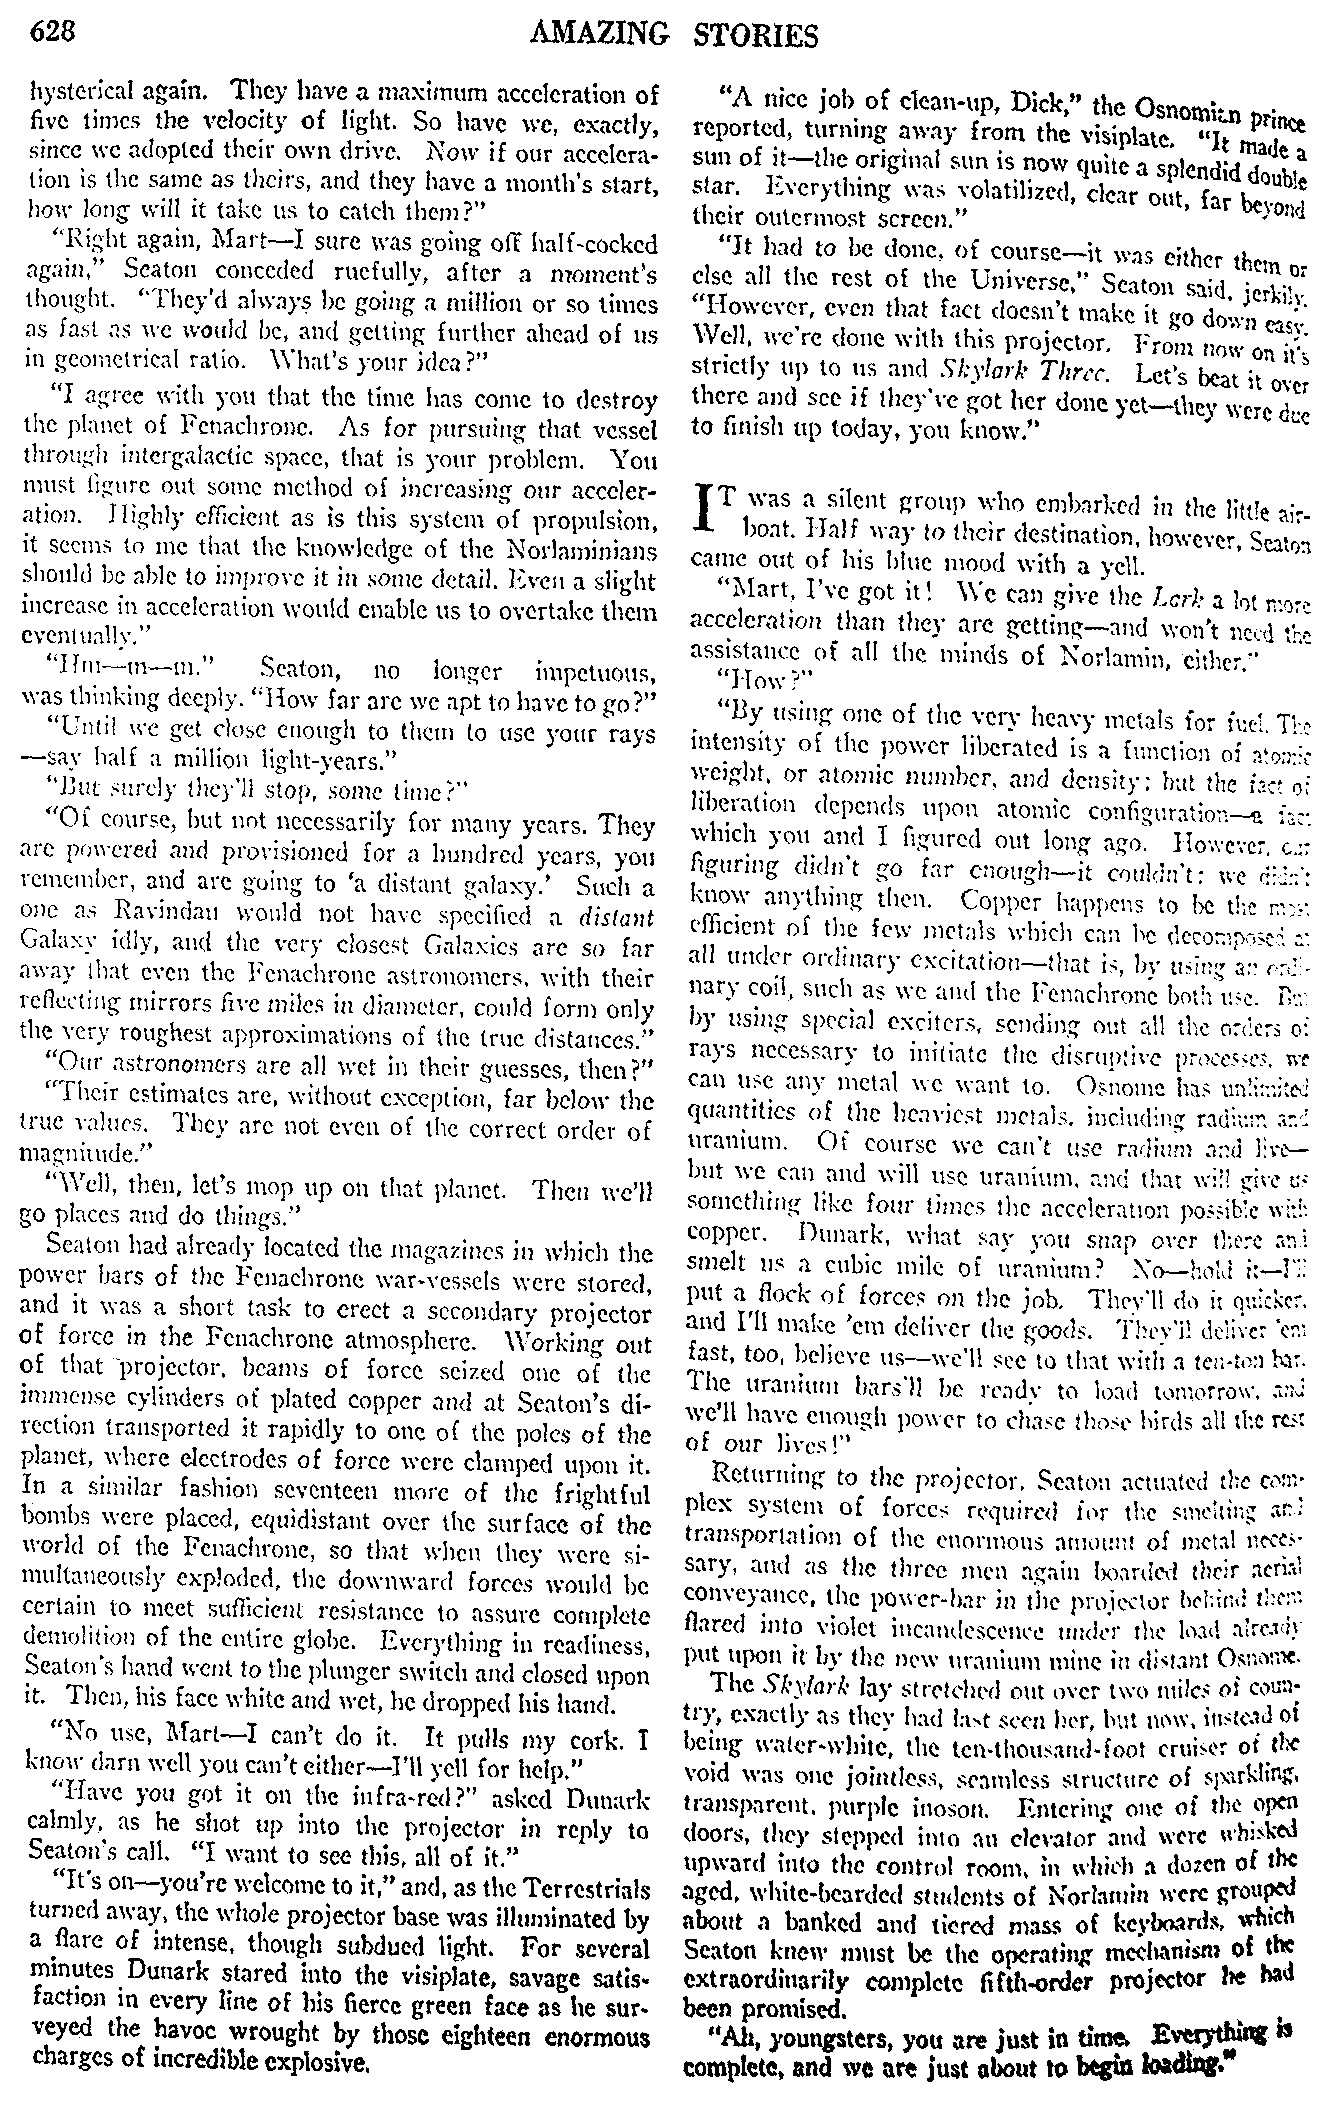 628
AMAZING STORIES
hysterical again. They have a maximum acceleration of
five times the velocity of light. So have we, exactly,
since we adopted their own drive. Now if our accelera-
tion is the same as theirs, and they have a month's start,
how long will it take us to catch them?"
"Right again, Mart—I sure was going off half-cocked
again," Seaton conceded ruefully, after a moment's
thought. "They'd always be going a million or so times
as fast as we would be, and getting further ahead of us
in geometrical ratio. What's your idea?"
"I agree with you that the time has come to destroy
the planet of Fenachrone. As for pursuing that vessel
through intergalactic space, that is your problem. You
must figure out some method of increasing our acceler-
ation. Highly efficient as is this system of propulsion,
it seems to me that the knowledge of the Norlaminians
should be able to improve it in some detail. Even a slight
increase in acceleration would enable us to overtake them
eventually."
"Hm—m—m." Seaton, no longer impetuous,
was thinking deeply. "How far are we apt to have to go?"
"Until we get close enough to them to use your rays
—say half a million light-years."
"But surely they'll stop, some time?"
"Of course, but not necessarily for many years. They
are powered and provisioned for a hundred years, you
remember, and are going to 'a distant galaxy.' Such a
one as Ravindau would not have specified a distant
Galaxy idly, and the very closest Galaxies are so far
away that even the Fenachrone astronomers, with their
reflecting mirrors five miles in diameter, could form only
the very roughest approximations of the true distances."
"Our astronomers are all wet in their guesses, then?"
"Their estimates are, without exception, far below the
true values. They are not even of the correct order of
magnitude."
"Well, then, let's mop up on that planet. Then we'll
go places and do things."
Seaton had already located the magazines in which the
power bars of the Fenachrone war-vessels were stored,
and it was a short task to erect a secondary projector
of force in the Fenachrone atmosphere. Working out
of that projector, beams of force seized one of the
immense cylinders of plated copper and at Seaton's di-
rection transported it rapidly to one of the poles of the
planet, where electrodes of force were clamped upon it.
In a similar fashion seventeen more of the frightful
bombs were placed, equidistant over the surface of the
world of the Fenachrone, so that when they were si-
multaneously exploded, the downward forces would be
certain to meet sufficient resistance to assure complete
demolition of the entire globe. Everything in readiness,
Seaton's hand went to the plunger switch and closed upon
it. Then, his face white and wet, he dropped his hand.
"No use, Mart—I can't do it. It pulls my cork. I
know darn well you can't either—I'll yell for help."
"Have you got it on the infra-red?" asked Dunark
calmly, as he shot up into the projector in reply to
Seaton's call. "I want to see this, all of it."
"It's on—you're welcome to it," and, as the Terrestrials
turned away, the whole projector base was illuminated by
a flare of intense, though subdued light. For several
minutes Dunark stared into the visiplate, savage satis-
faction in every line of his fierce green face as he sur-
veyed the havoc wrought by those eighteen enormous
charges of incredible explosive.
"A nice job of clean-up, Dick," the Osnomian prince
reported, turning away from the visiplate. "It made a
sun of it—the original sun is now quite a splendid double
star. Everything was volatilized, clear out, far beyond
their outermost screen."
"It had to be done, of course—it was either them or
else all the rest of the Universe," Seaton said, jerkily.
"However, even that fact doesn't make it go down easy.
Well, we're done with this projector. From now on it's
strictly up to us and Skylark Three. Let's beat it over
there and see if they've got her done yet—they were due
to finish up today, you know."
IT was a silent group who embarked in the little air-
boat. Half way to their destination, however, Seaton
came out of his blue mood with a yell.
"Mart, I've got it! We can give the Lark a lot more
acceleration than they are getting—and won't need the
assistance of all the minds of Norlamin, either."
"How?"
"By using one of the very heavy metals for fuel. The
intensity of the power liberated is a function of atomic
weight, or atomic number, and density; but the fact of
liberation depends upon atomic configuration—a fact
which you and I figured out long ago. However, our
figuring didn't go far enough—it couldn't: we didn't
know anything then. Copper happens to be the most
efficient of the few metals which can be decomposed at
all under ordinary excitation—that is, by using an ordi-
nary coil, such as we and the Fenachrone both use. But
by using special exciters, sending out all the orders of
rays necessary to initiate the disruptive processes, we
can use any metal we want to. Osnome has unlimited
quantities of the heaviest metals, including radium and
uranium. Of course we can't use radium and live—
but we can and will use uranium, and that will give us
something like four times the acceleration possible with
copper. Dunark, what say you snap over there and
smelt us a cubic mile of uranium? No—hold it—I'll
put a flock of forces on the job. They'll do it quicker,
and I'll make 'em deliver the goods. They'll deliver 'em
fast, too, believe us—we'll see to that with a ten-ton bar.
The uranium bars'll be ready to load tomorrow, and
we'll have enough power to chase those birds all the rest
of our lives!"
Returning to the projector, Seaton actuated the com-
plex system of forces required for the smelting and
transportation of the enormous amount of metal neces-
sary, and as the three men again boarded their aerial
conveyance, the power-bar in the projector behind them
flared into violet incandescence under the load already
put upon it by the new uranium mine in distant Osnome.
The Skylark lay stretched out over two miles of coun-
try, exactly as they had last seen her, but now, instead of
being water-white, the ten-thousand-foot cruiser of the
void was one jointless, seamless structure of sparkling,
transparent, purple inoson. Entering one of the open
doors, they stepped into an elevator and were whisked
upward into the control room, in which a dozen of the
aged, white-bearded students of Norlamin were grouped
about a banked and tiered mass of keyboards, which
Seaton knew must be the operating mechanism of the
extraordinarily complete fifth-order projector he had
been promised.
"Ah, youngsters, you are just in time. Everything is
complete, and we are just about to begin loading."